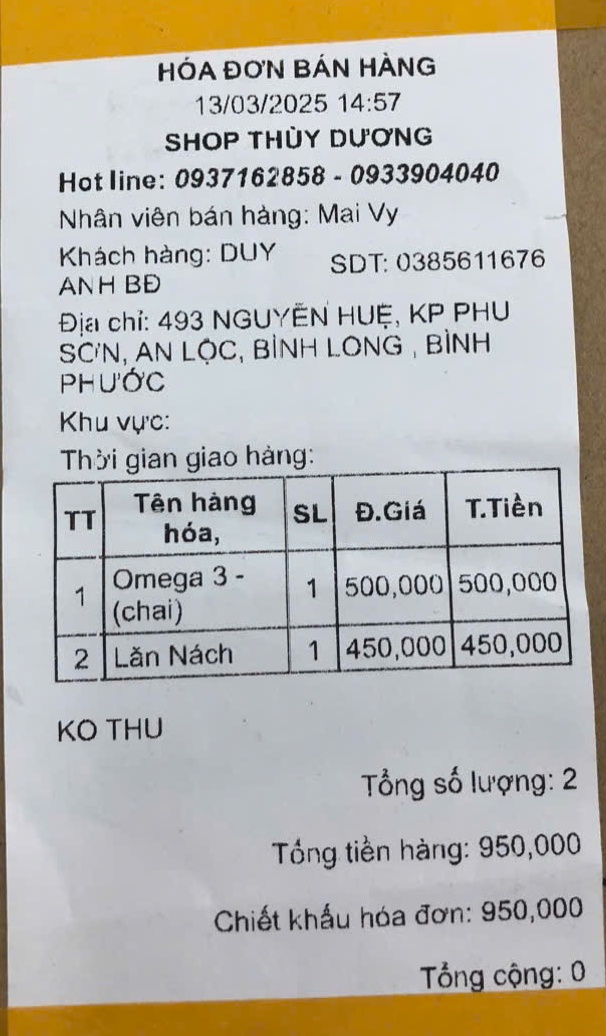 HÓA ĐƠN BÁN HÀNG
13/03/2025 14:57
SHOP THÙY DƯƠNG
Hot line: 0937162858 - 0933904040
Nhân viên bán hàng: Mai Vy
Khách hàng: DUY ANH BĐ
SDT: 0385611676
Địa chỉ: 493 NGUYỄN HUỆ, KP PHU
SƠN, AN LỘC, BÌNH LONG , BÌNH
PHƯỚC
Khu vực:
Thời gian giao hàng:
TT Tên hàng hóa, SL Đ.Giá T.Tiền
1 Omega 3 - (chai) 1 500,000 500,000
2 Lăn Nách 1 450,000 450,000
KO THU
Tổng số lượng: 2
Tổng tiền hàng: 950,000
Chiết khấu hóa đơn: 950,000
Tổng cộng: 0